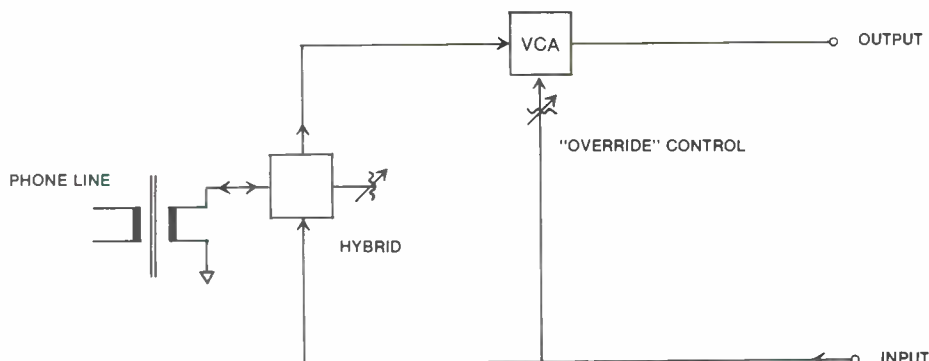 VCA
OUTPUT
"OVERRIDE" CONTROL
PHONE LINE
HYBRID
INPUT